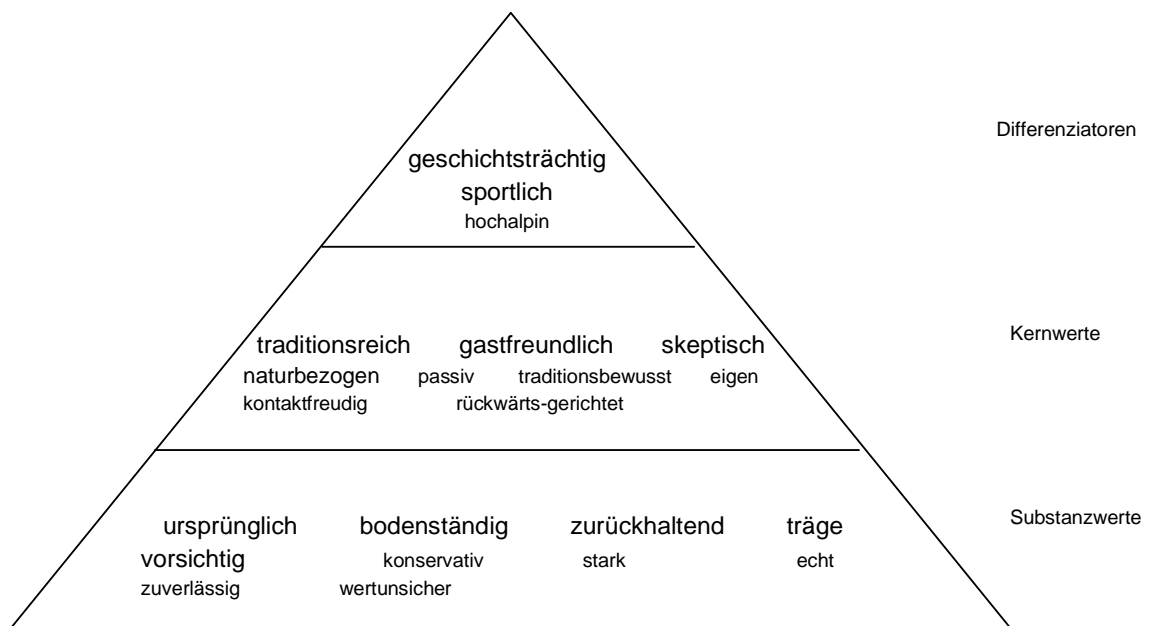 Differenziatoren
geschichtsträchtig
sportlich
hochalpin
Kernwerte
traditionsreich gastfreundlich skeptisch
naturbezogen passiv traditionsbewusst eigen
kontaktfreudig rückwärts-gerichtet
Substanzwerte
ursprünglich bodenständig zurückhaltend träge
vorsichtig konservativ stark echt
zuverlässig wertunsicher